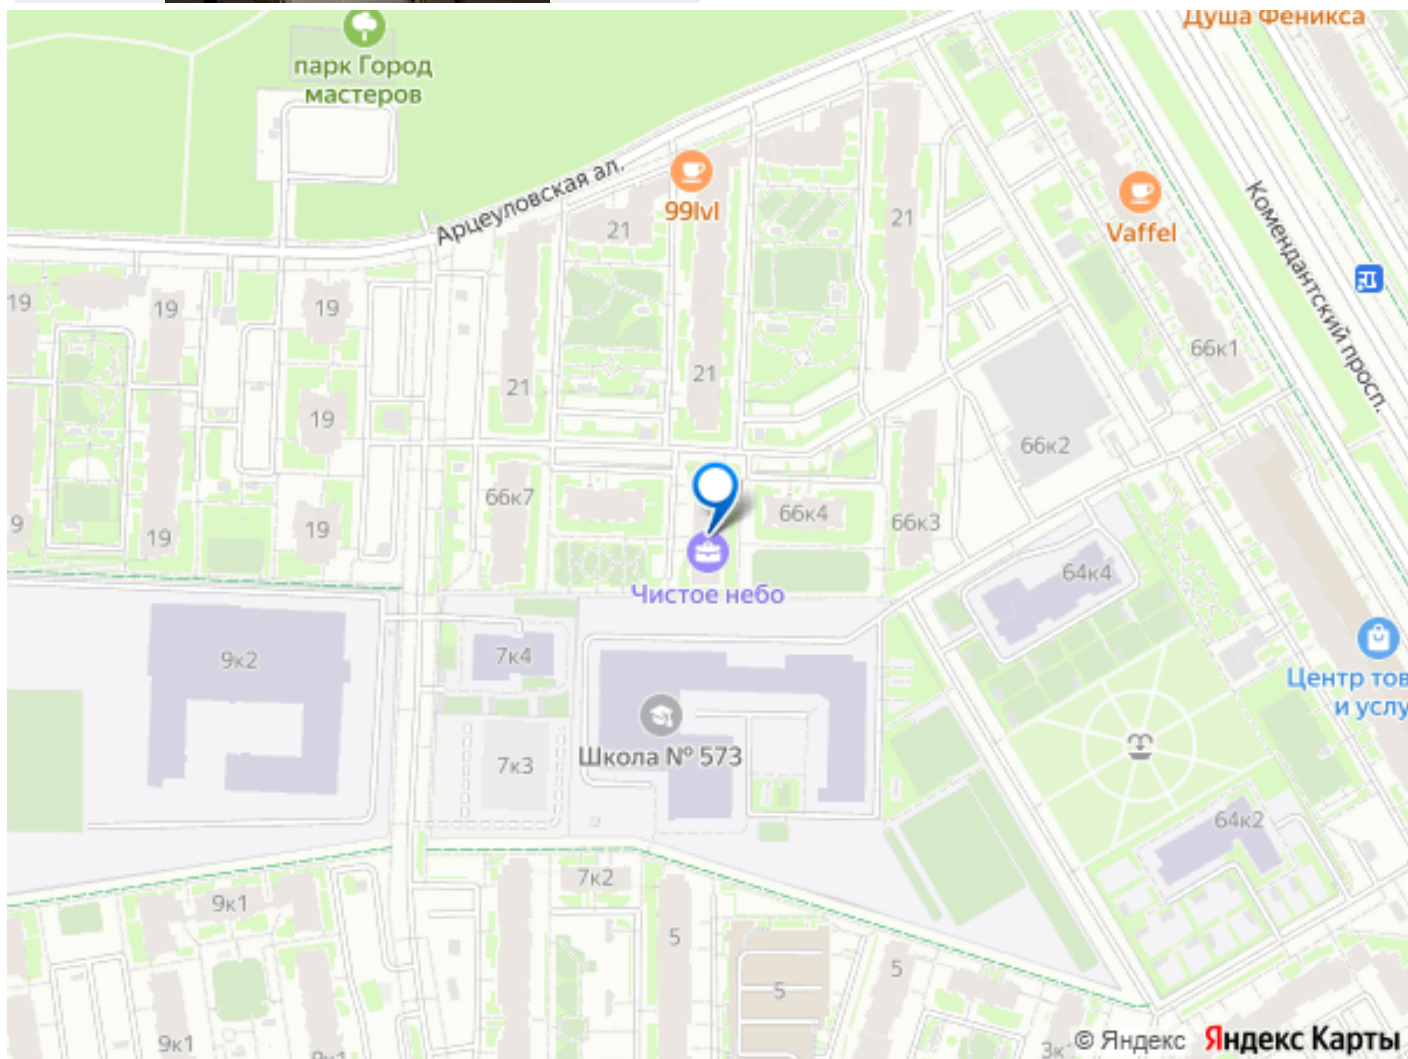 Душа Феникса
парк Город
мастеров
Арцеуловская ал.
99lvl
Vaffel
Комендантский просп.
21
21
21
21
19
19
19
19
19
19
9
66к1
66к2
66к7
66к4
66к3
64к4
Чистое небо
9к2
7к4
Центр тов
и услу
Школа № 573
7к3
64к2
7к2
9к1
5
5
5
9к1
9к1
3к
© Яндекс Яндекс Карты